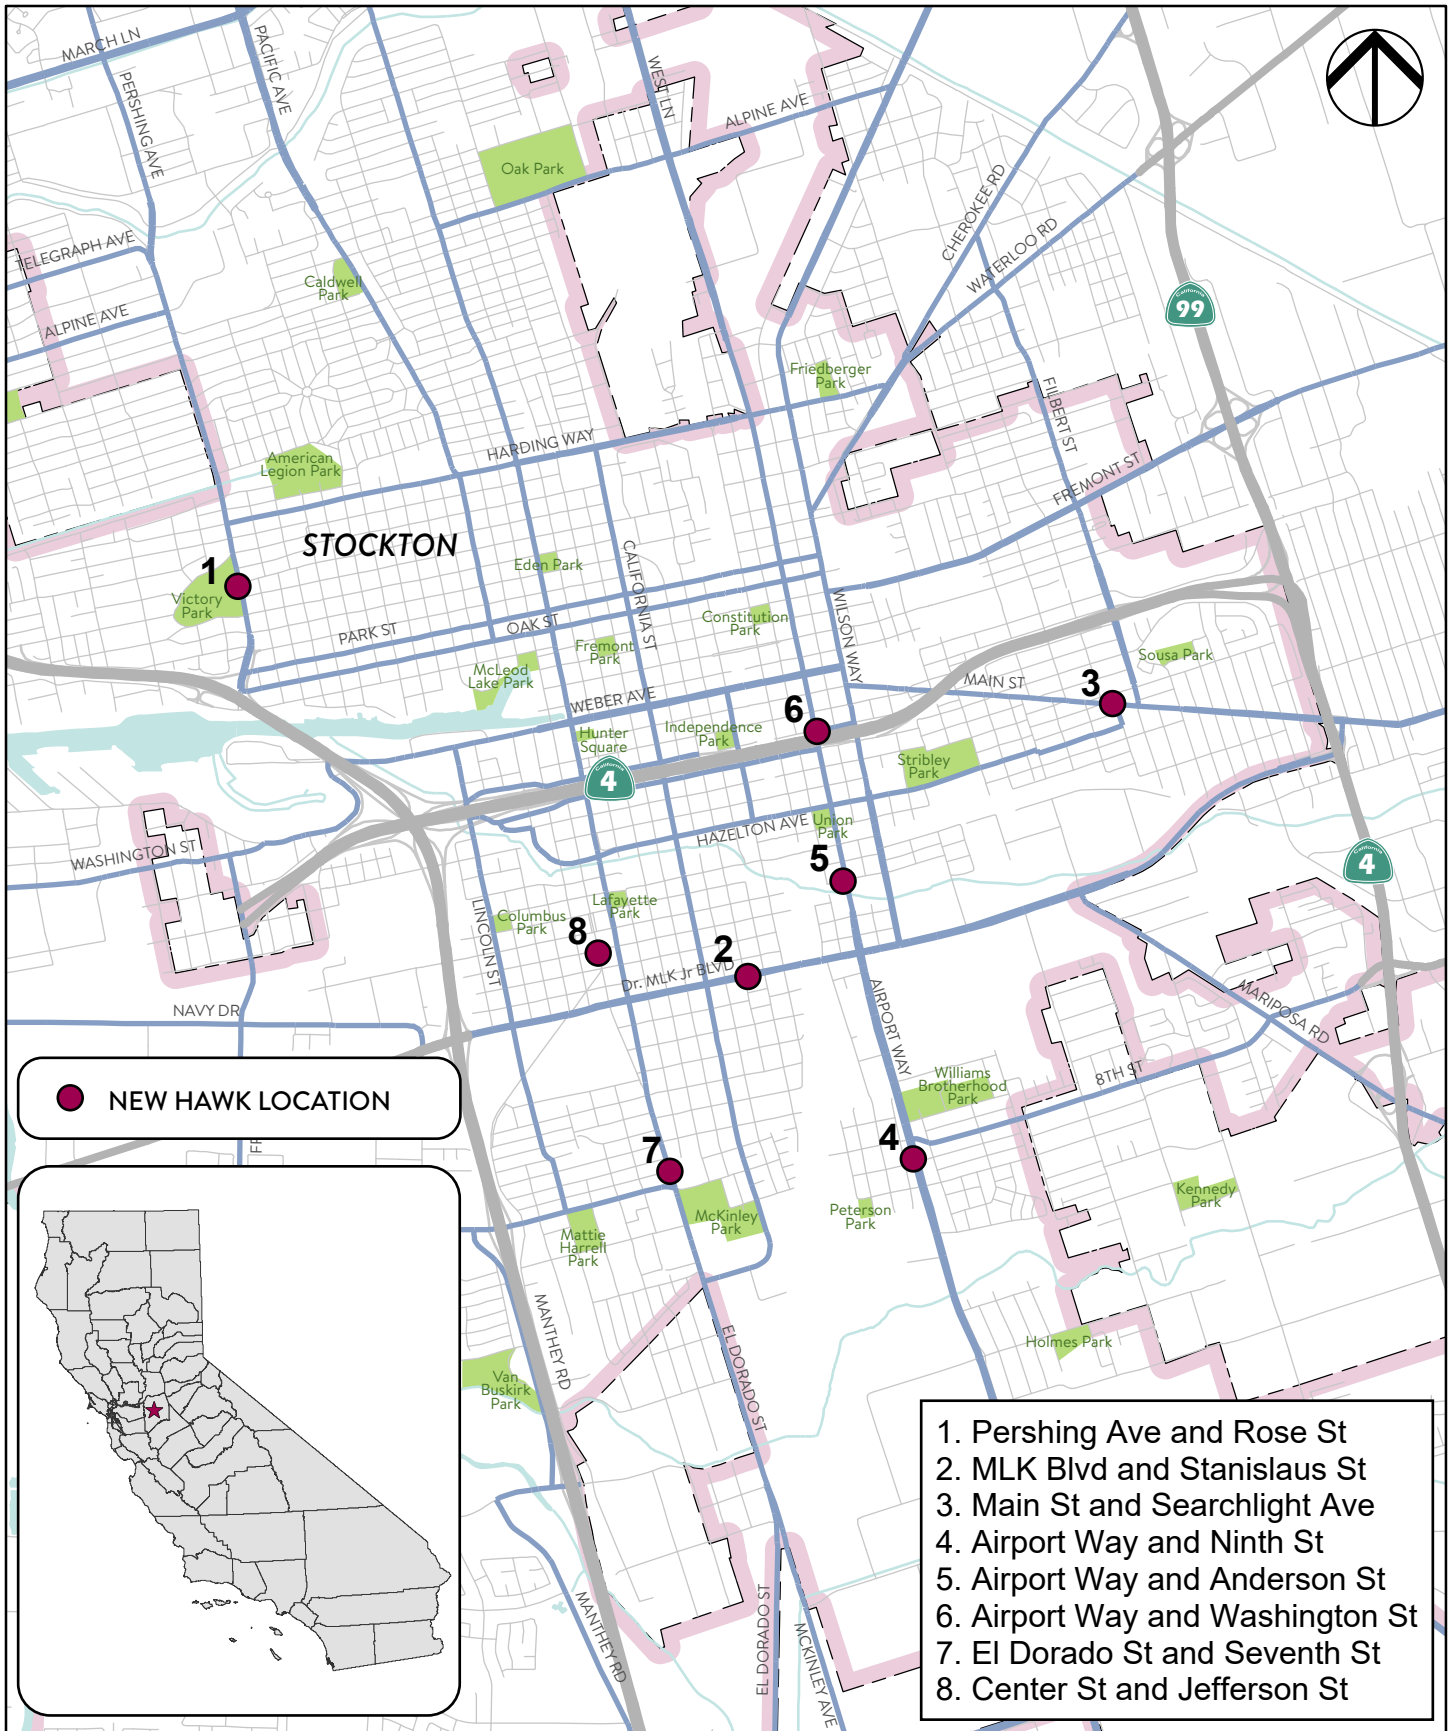 MARCH LN
PACIFIC AVE
PERSHING AVE
WEST LN
ALPINE AVE
Oak Park
CHEROKEE RD
WATERLOO RD
TELEGRAPH AVE
Caldwell
Park
ALPINE AVE
California
99
Friedberger
Park
FILBERT ST
HARDING WAY
American
Legion Park
FREMONT ST
STOCKTON
CALIFORNIA ST
Eden Park
1
Victory
Park
WILSON WAY
Constitution
Park
PARK ST
OAK ST
Fremont
Park
Sousa Park
McLeod
Lake Park
MAIN ST
3
WEBER AVE
6
Independence
Park
Hunter
Square
Stribley
Park
California
4
HAZELTON AVE
Union
Park
WASHINGTON ST
5
California
4
LINCOLN ST
Columbus
Park
Lafayette
Park
8
2
Dr. MLK Jr BLVD
AIRPORT WAY
MARIPOSA RD
NAVY DR
8TH ST
Williams
Brotherhood
Park
NEW HAWK LOCATION
FR
7
4
McKinley
Park
Peterson
Park
Kennedy
Park
Mattie
Harrell
Park
MANTHEY RD
EL DORADO ST
Holmes Park
Van
Buskirk
Park
MANTHEY RD
EL DORADO ST
MCKINLEY AVE
1. Pershing Ave and Rose St
2. MLK Blvd and Stanislaus St
3. Main St and Searchlight Ave
4. Airport Way and Ninth St
5. Airport Way and Anderson St
6. Airport Way and Washington St
7. El Dorado St and Seventh St
8. Center St and Jefferson St